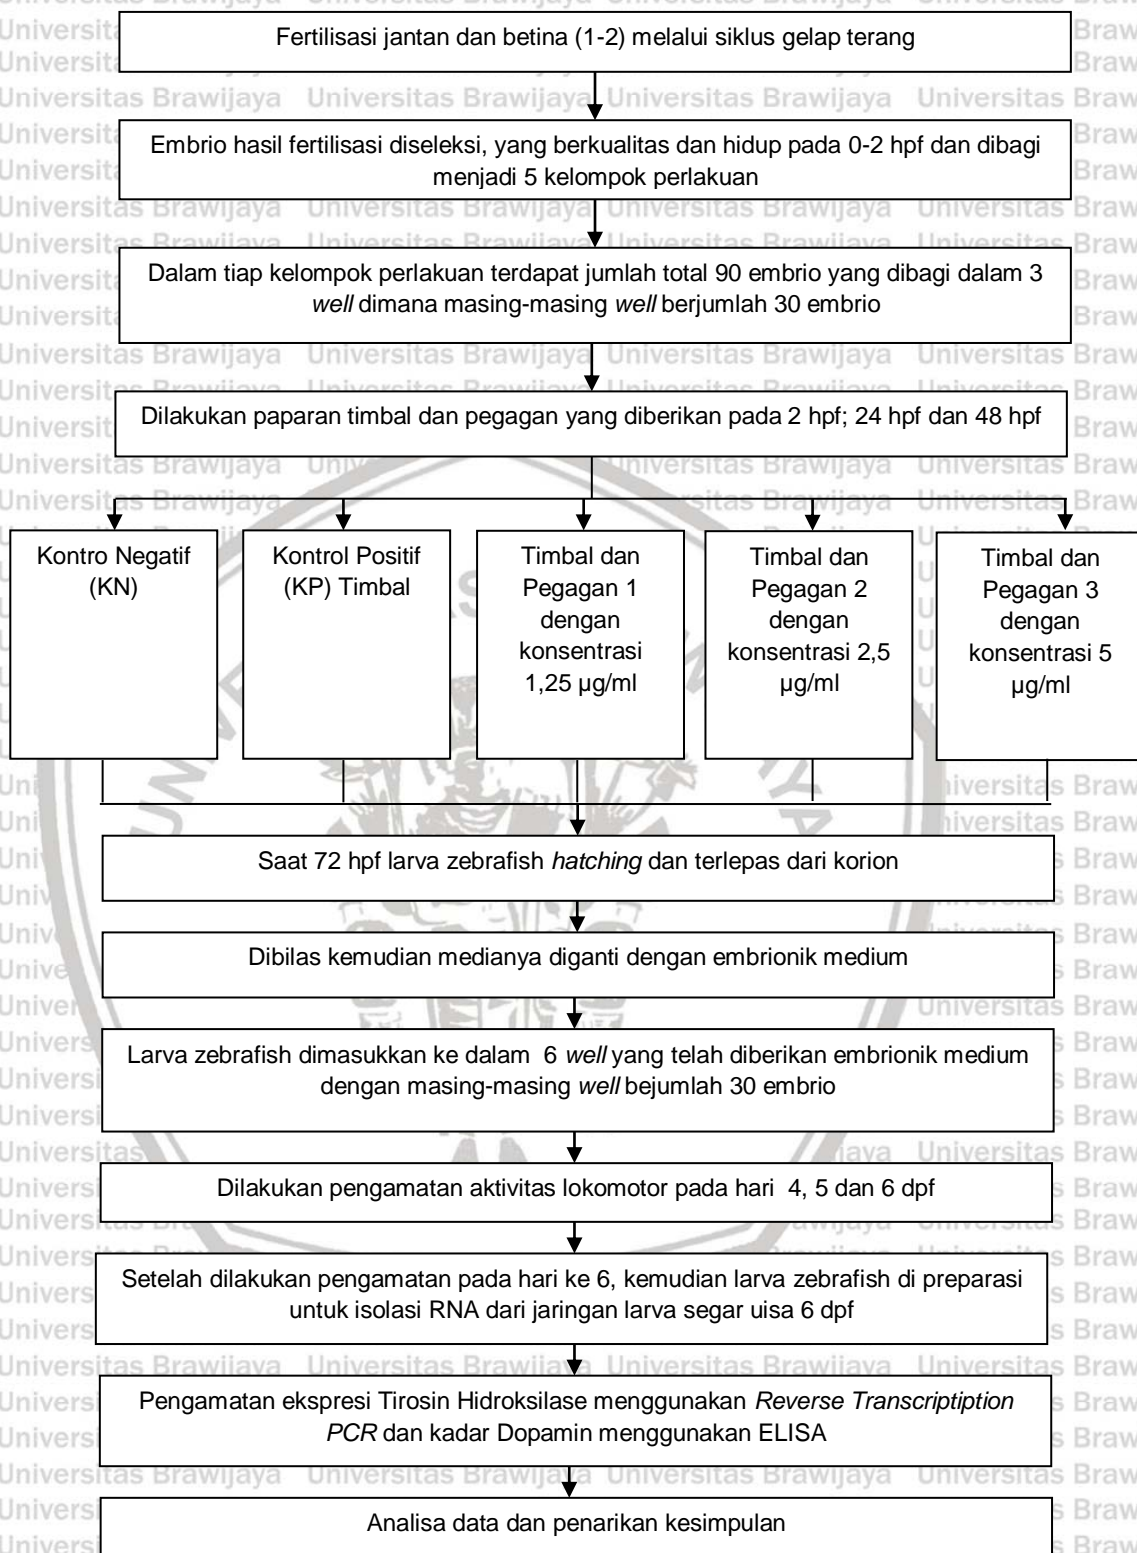 Fertilisasi jantan dan betina (1-2) melalui siklus gelap terang
Embrio hasil fertilisasi diseleksi, yang berkualitas dan hidup pada 0-2 hpf dan dibagi
menjadi 5 kelompok perlakuan
Dalam tiap kelompok perlakuan terdapat jumlah total 90 embrio yang dibagi dalam 3
well dimana masing-masing well berjumlah 30 embrio
Dilakukan paparan timbal dan pegagan yang diberikan pada 2 hpf; 24 hpf dan 48 hpf
Kontro Negatif
(KN)
Kontrol Positif
(KP) Timbal
Timbal dan
Pegagan 1
dengan
konsentrasi
1,25 µg/ml
Timbal dan
Pegagan 2
dengan
konsentrasi 2,5
µg/ml
Timbal dan
Pegagan 3
dengan
konsentrasi 5
µg/ml
Saat 72 hpf larva zebrafish hatching dan terlepas dari korion
Dibilas kemudian medianya diganti dengan embrionik medium
Larva zebrafish dimasukkan ke dalam  6 well yang telah diberikan embrionik medium
dengan masing-masing well bejumlah 30 embrio
Dilakukan pengamatan aktivitas lokomotor pada hari  4, 5 dan 6 dpf
Setelah dilakukan pengamatan pada hari ke 6, kemudian larva zebrafish di preparasi
untuk isolasi RNA dari jaringan larva segar uisa 6 dpf
Pengamatan ekspresi Tirosin Hidroksilase menggunakan Reverse Transcriptiption
PCR dan kadar Dopamin menggunakan ELISA
Analisa data dan penarikan kesimpulan